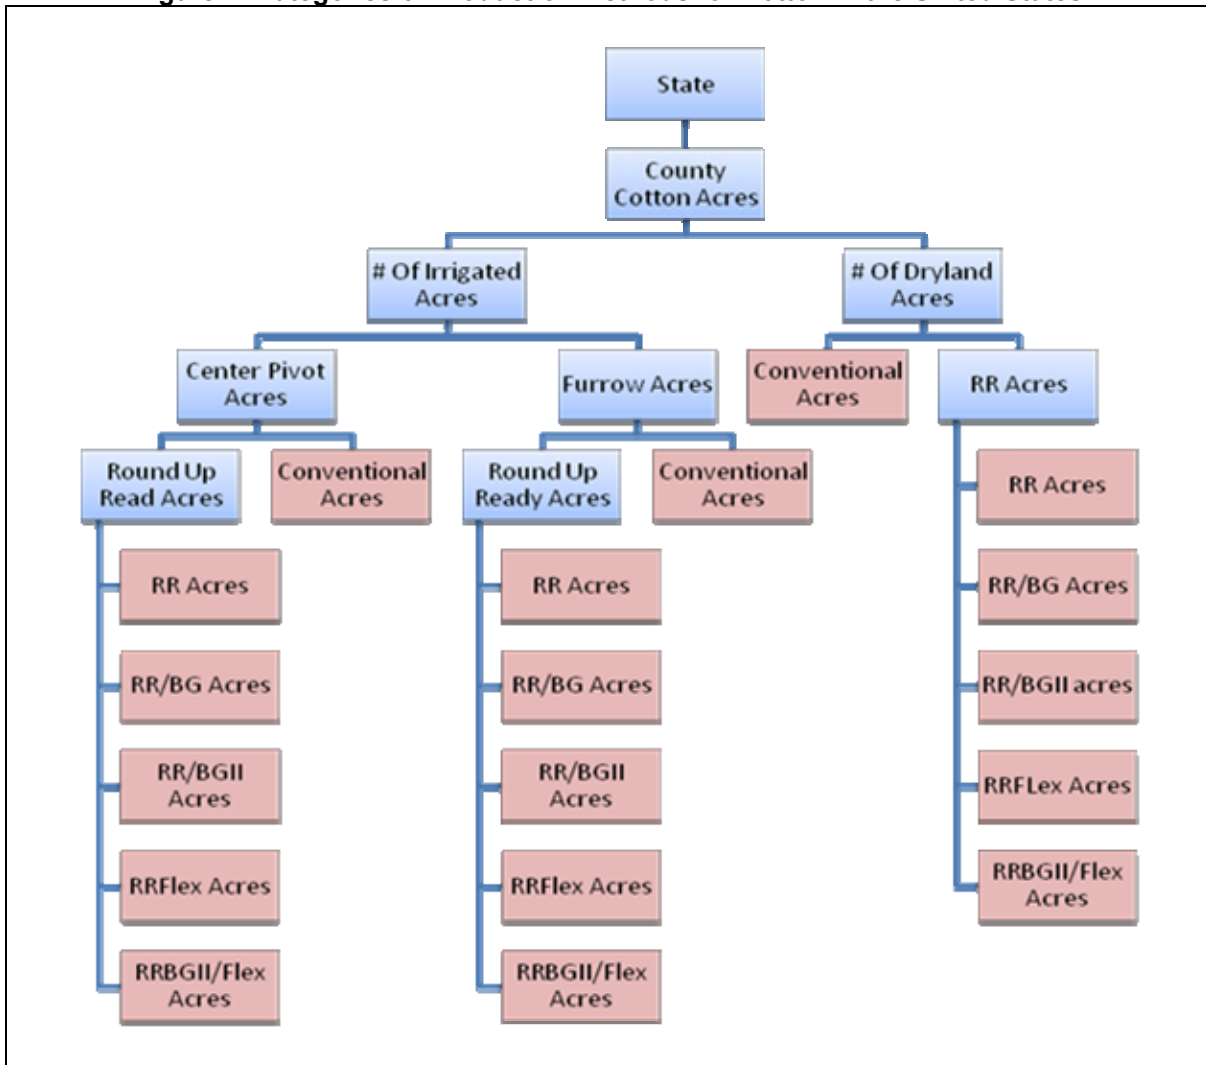 State
County
Cotton Acres
# Of Irrigated
Acres
# Of Dryland
Acres
Center Pivot
Acres
Furrow Acres
Conventional
Acres
RR Acres
Round Up
Read Acres
Conventional
Acres
Round Up
Ready Acres
Conventional
Acres
RR Acres
RR/BG Acres
RR/BGII
Acres
RRFlex Acres
RRBGII/Flex
Acres
RR Acres
RR/BG Acres
RR/BGII
Acres
RRFlex Acres
RRBGII/Flex
Acres
RR Acres
RR/BG Acres
RR/BGII acres
RRFLex Acres
RRBGII/Flex
Acres